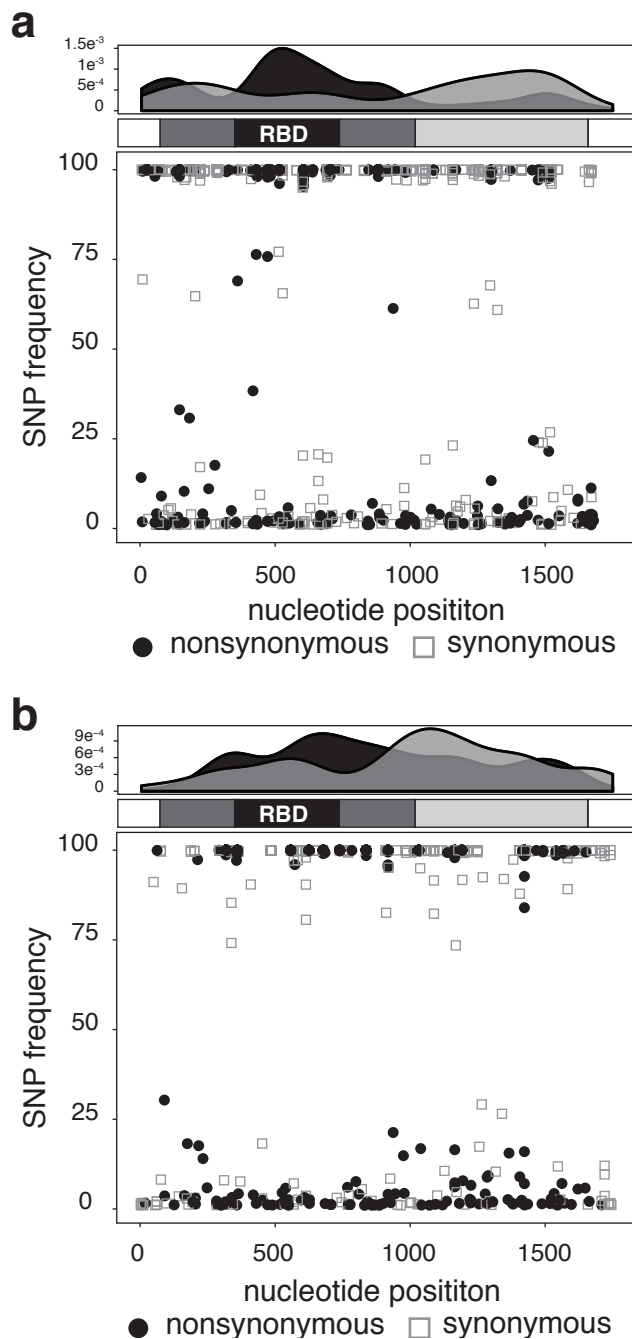 a
1.5e⁻³
1e⁻³
5e⁻⁴
0
RBD
100
75
50
25
0
SNP frequency
0 500 1000 1500
nucleotide posititon
nonsynonymous synonymous
b
9e⁻⁴
6e⁻⁴
3e⁻⁴
0
RBD
100
75
50
25
0
SNP frequency
0 500 1000 1500
nucleotide posititon
nonsynonymous synonymous